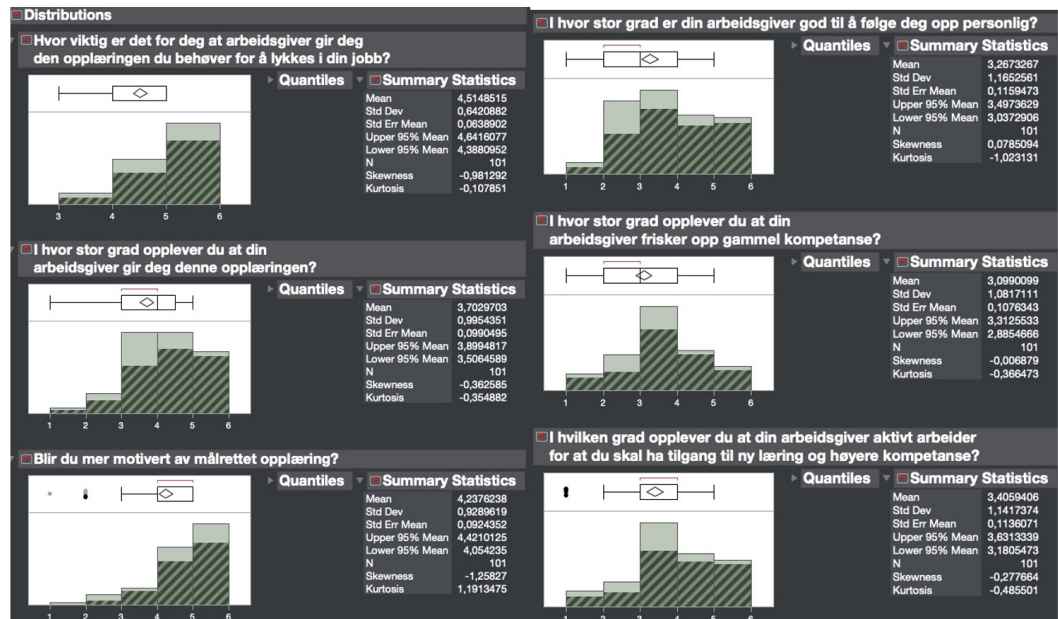 Distributions
Hvor viktig er det for deg at arbeidsgiver gir deg
den opplæringen du behøver for å lykkes i din jobb?
Quantiles
Summary Statistics
Mean 4,5148515
Std Dev 0,6420882
Std Err Mean 0,0638902
Upper 95% Mean 4,6416077
Lower 95% Mean 4,3880952
N 101
Skewness -0,981292
Kurtosis -0,107851
3 4 5 6
I hvor stor grad opplever du at din
arbeidsgiver gir deg denne opplæringen?
Quantiles
Summary Statistics
Mean 3,7029703
Std Dev 0,9954351
Std Err Mean 0,0990495
Upper 95% Mean 3,8994817
Lower 95% Mean 3,5064589
N 101
Skewness -0,362585
Kurtosis -0,354882
1 2 3 4 5 6
Blir du mer motivert av målrettet opplæring?
Quantiles
Summary Statistics
Mean 4,2376238
Std Dev 0,9289619
Std Err Mean 0,0924352
Upper 95% Mean 4,4210125
Lower 95% Mean 4,054235
N 101
Skewness -1,25827
Kurtosis 1,1913475
1 2 3 4 5 6
I hvor stor grad er din arbeidsgiver god til å følge deg opp personlig?
Quantiles
Summary Statistics
Mean 3,2673267
Std Dev 1,1652561
Std Err Mean 0,1159473
Upper 95% Mean 3,4973629
Lower 95% Mean 3,0372906
N 101
Skewness 0,0785094
Kurtosis -1,023131
1 2 3 4 5 6
I hvor stor grad opplever du at din
arbeidsgiver frisker opp gammel kompetanse?
Quantiles
Summary Statistics
Mean 3,0990099
Std Dev 1,0817111
Std Err Mean 0,1076343
Upper 95% Mean 3,3125533
Lower 95% Mean 2,8854666
N 101
Skewness -0,006879
Kurtosis -0,366473
1 2 3 4 5 6
I hvilken grad opplever du at din arbeidsgiver aktivt arbeider
for at du skal ha tilgang til ny læring og høyere kompetanse?
Quantiles
Summary Statistics
Mean 3,4059406
Std Dev 1,1417374
Std Err Mean 0,1136071
Upper 95% Mean 3,6313339
Lower 95% Mean 3,1805473
N 101
Skewness -0,277664
Kurtosis -0,485501
1 2 3 4 5 6